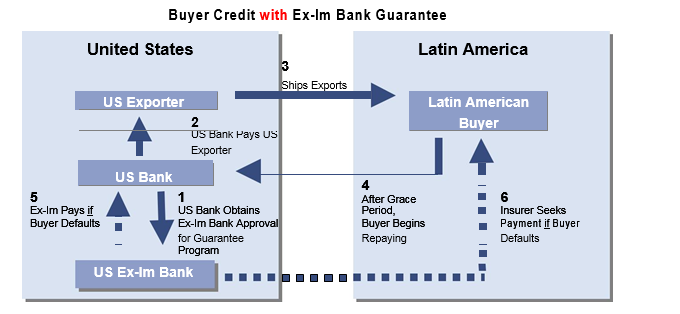 Buyer Credit with Ex-Im Bank Guarantee
United States
Latin America
3
Ships Exports
US Exporter
Latin American
Buyer
2
US Bank Pays US
Exporter
US Bank
5
Ex-Im Pays if
Buyer Defaults
1
US Bank Obtains
Ex-Im Bank Approval
for Guarantee
Program
4
After Grace
Period,
Buyer Begins
Repaying
6
Insurer Seeks
Payment if Buyer
Defaults
US Ex-Im Bank